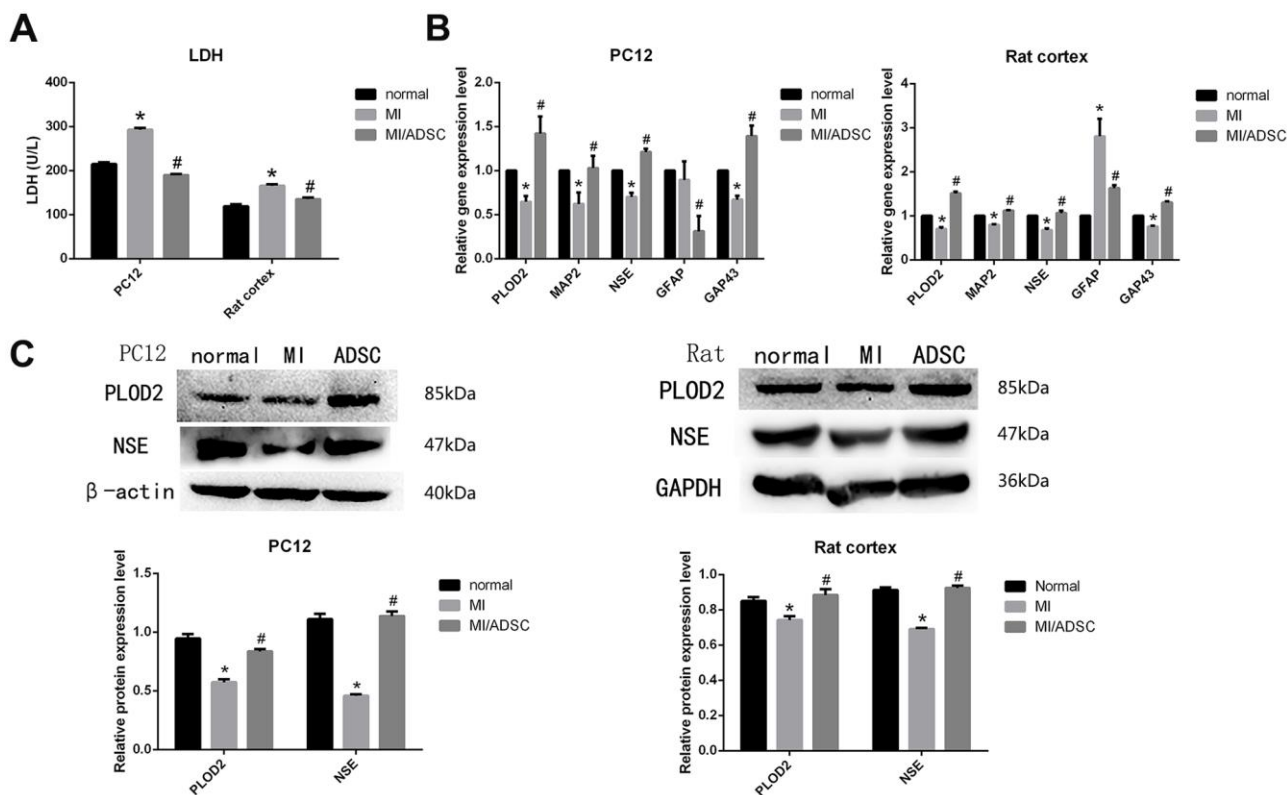 A
LDH
LDH (U/L)
400
300
200
100
0
PC12
Rat cortex
*
#
*
#
normal
MI
MI/ADSC
B
PC12
Relative gene expression level
2.0
1.5
1.0
0.5
0.0
PLOD2
MAP2
NSE
GFAP
GAP43
*
#
*
#
*
#
#
*
#
normal
MI
MI/ADSC
Rat cortex
Relative gene expression level
4
3
2
1
0
PLOD2
MAP2
NSE
GFAP
GAP43
*
#
*
#
*
#
*
#
*
#
normal
MI
MI/ADSC
C
PC12 normal MI ADSC
PLOD2 85kDa
NSE 47kDa
β-actin 40kDa
Rat normal MI ADSC
PLOD2 85kDa
NSE 47kDa
GAPDH 36kDa
PC12
Relative protein expression level
1.5
1.0
0.5
0.0
PLOD2
NSE
*
#
*
#
normal
MI
MI/ADSC
Rat cortex
Relative protein expression level
1.0
0.8
0.6
0.4
0.2
0.0
PLOD2
NSE
*
#
*
#
Normal
MI
MI/ADSC